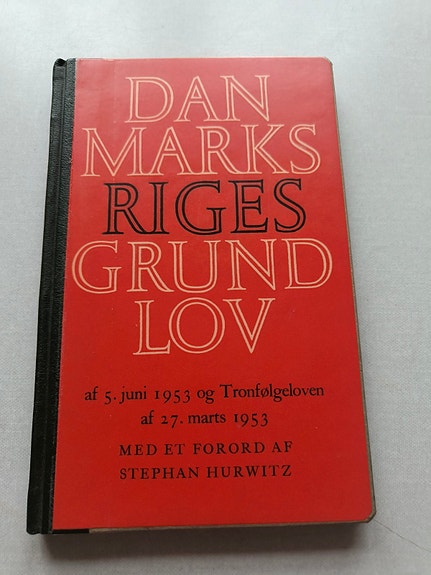 DAN
MARKS
RIGES
GRUND
LOV
af 5. juni 1953 og Tronfølgeloven
af 27. marts 1953
MED ET FORORD AF
STEPHAN HURWITZ